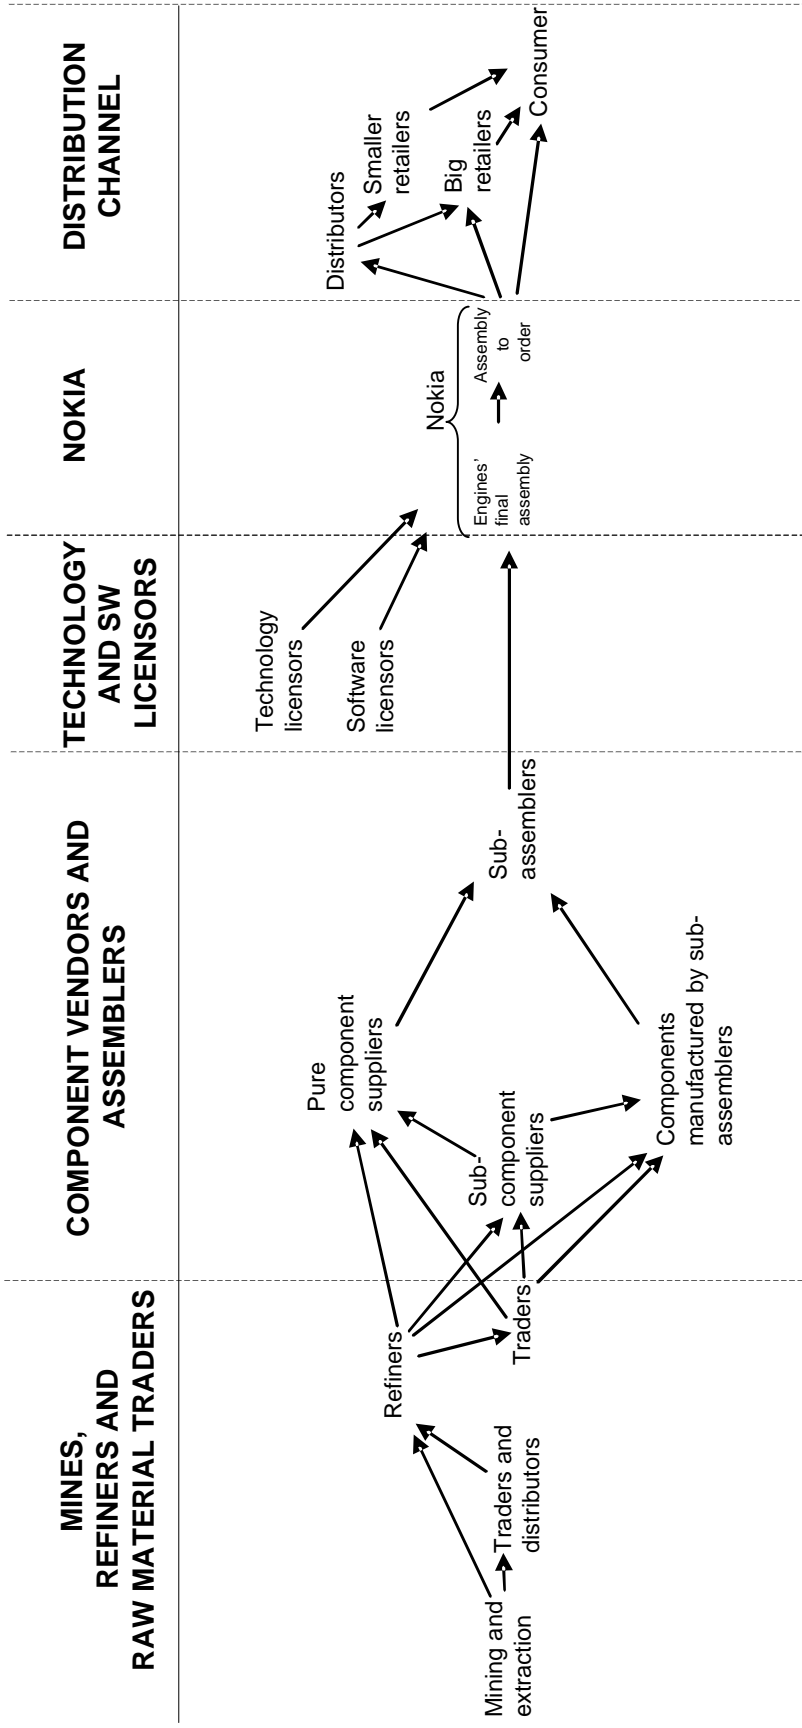 MINES,
REFINERS AND
RAW MATERIAL TRADERS
COMPONENT VENDORS AND
ASSEMBLERS
TECHNOLOGY
AND SW
LICENSORS
NOKIA
DISTRIBUTION
CHANNEL
Mining and
extraction
Traders and
distributors
Refiners
Traders
Pure
component
suppliers
Sub-
component
suppliers
Components
manufactured by sub-
assemblers
Sub-
assemblers
Technology
licensors
Software
licensors
Nokia
Engines’
final
assembly
Assembly
to
order
Distributors
Smaller
retailers
Big
retailers
Consumer